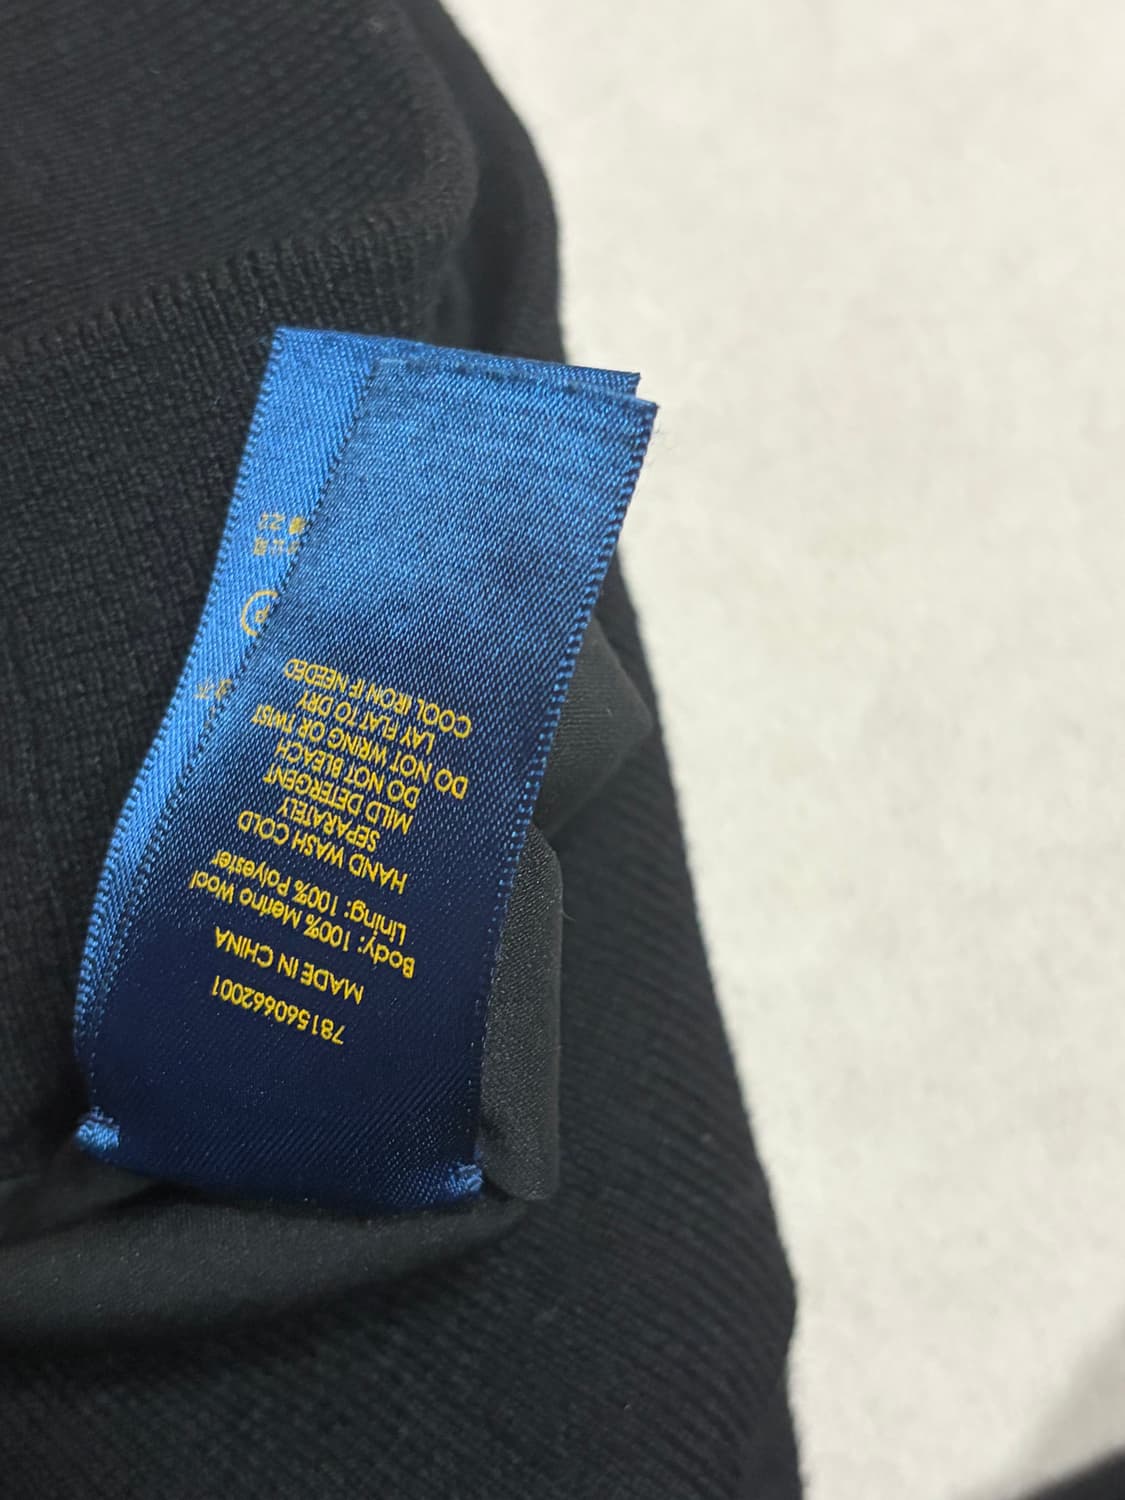 781560662001
MADE IN CHINA
Body: 100% Merino Wool
Lining: 100% Polyester
HAND WASH COLD
SEPARATELY
MILD DETERGENT
DO NOT BLEACH
DO NOT WRING OR TWIST
LAY FLAT TO DRY
COOL IRON IF NEEDED